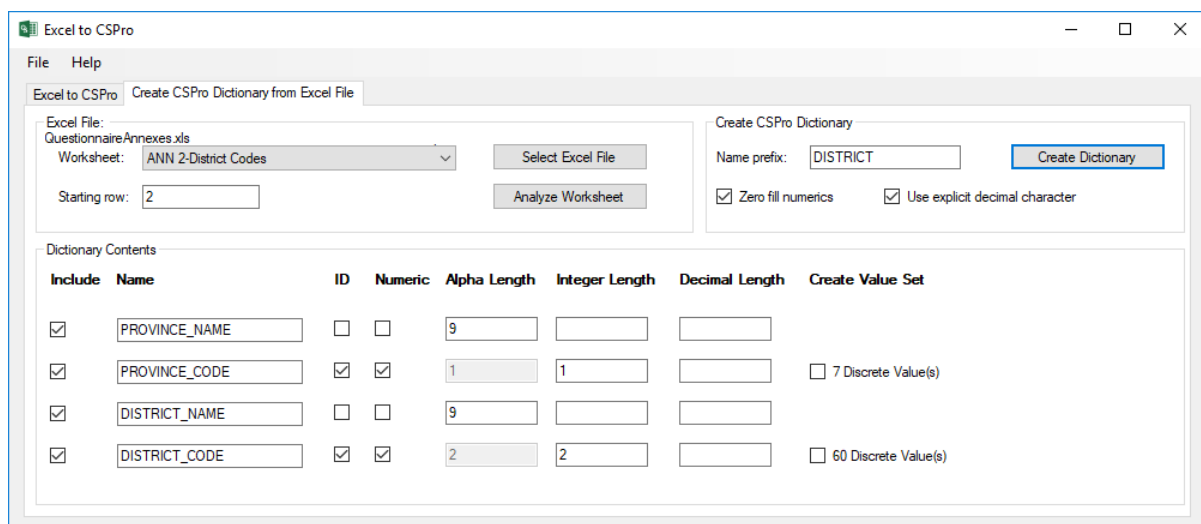 Excel to CSPro
File Help
Excel to CSPro Create CSPro Dictionary from Excel File
Excel File:
QuestionnaireAnnexes.xls
Worksheet: ANN 2-District Codes Select Excel File
Starting row: 2 Analyze Worksheet
Create CSPro Dictionary
Name prefix: DISTRICT Create Dictionary
Zero fill numerics Use explicit decimal character
Dictionary Contents
Include Name ID Numeric Alpha Length Integer Length Decimal Length Create Value Set
PROVINCE_NAME 9
PROVINCE_CODE 1 1 7 Discrete Value(s)
DISTRICT_NAME 9
DISTRICT_CODE 2 2 60 Discrete Value(s)